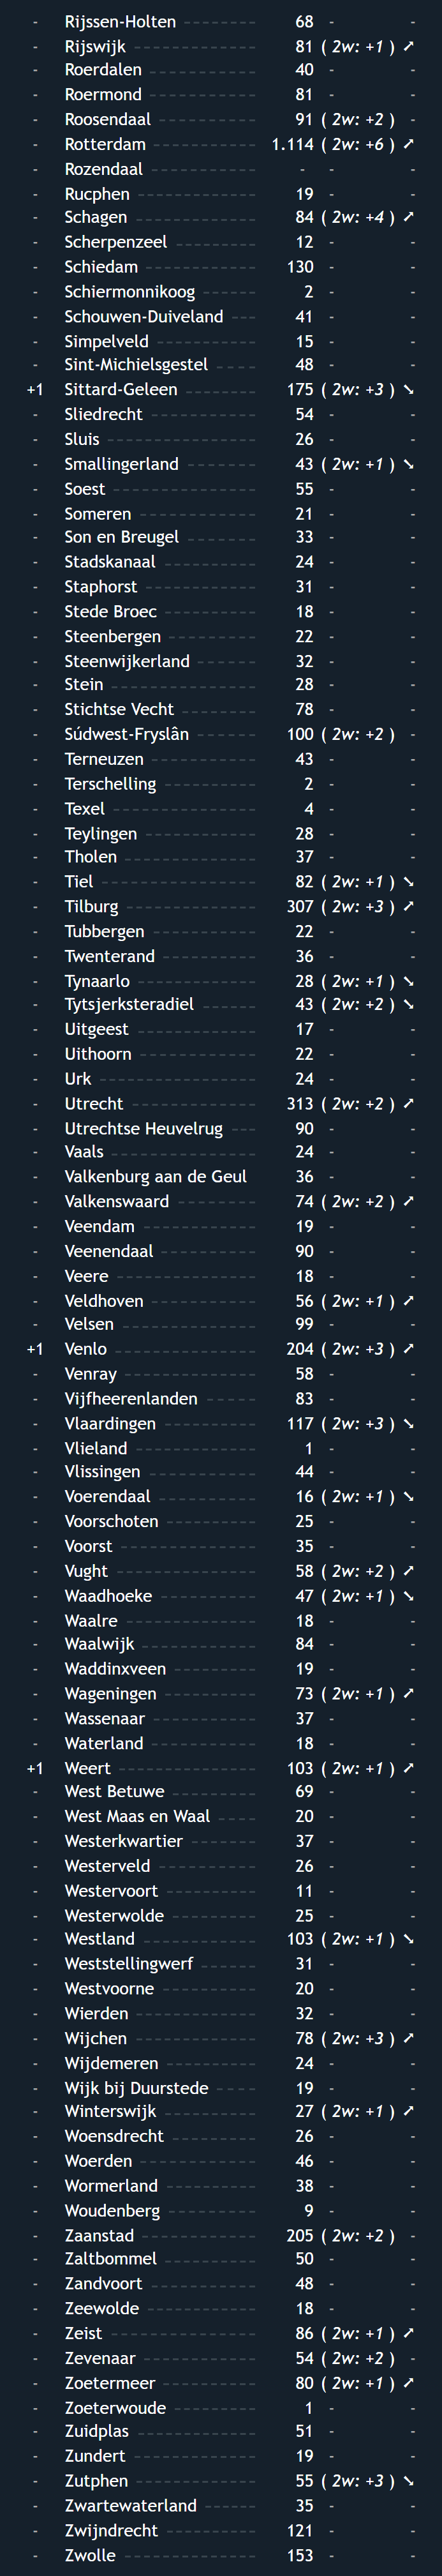 - Rijssen-Holten 68 - -
- Rijswijk 81 ( 2w: +1 ) ➚
- Roerdalen 40 - -
- Roermond 81 - -
- Roosendaal 91 ( 2w: +2 ) -
- Rotterdam 1.114 ( 2w: +6 ) ➚
- Rozendaal - - -
- Rucphen 19 - -
- Schagen 84 ( 2w: +4 ) ➚
- Scherpenzeel 12 - -
- Schiedam 130 - -
- Schiermonnikoog 2 - -
- Schouwen-Duiveland 41 - -
- Simpelveld 15 - -
- Sint-Michielsgestel 48 - -
+1 Sittard-Geleen 175 ( 2w: +3 ) ➘
- Sliedrecht 54 - -
- Sluis 26 - -
- Smallingerland 43 ( 2w: +1 ) ➘
- Soest 55 - -
- Someren 21 - -
- Son en Breugel 33 - -
- Stadskanaal 24 - -
- Staphorst 31 - -
- Stede Broec 18 - -
- Steenbergen 22 - -
- Steenwijkerland 32 - -
- Stein 28 - -
- Stichtse Vecht 78 - -
- Súdwest-Fryslân 100 ( 2w: +2 ) -
- Terneuzen 43 - -
- Terschelling 2 - -
- Texel 4 - -
- Teylingen 28 - -
- Tholen 37 - -
- Tiel 82 ( 2w: +1 ) ➘
- Tilburg 307 ( 2w: +3 ) ➚
- Tubbergen 22 - -
- Twenterand 36 - -
- Tynaarlo 28 ( 2w: +1 ) ➘
- Tytsjerksteradiel 43 ( 2w: +2 ) ➘
- Uitgeest 17 - -
- Uithoorn 22 - -
- Urk 24 - -
- Utrecht 313 ( 2w: +2 ) ➚
- Utrechtse Heuvelrug 90 - -
- Vaals 24 - -
- Valkenburg aan de Geul 36 - -
- Valkenswaard 74 ( 2w: +2 ) ➚
- Veendam 19 - -
- Veenendaal 90 - -
- Veere 18 - -
- Veldhoven 56 ( 2w: +1 ) ➚
- Velsen 99 - -
+1 Venlo 204 ( 2w: +3 ) ➚
- Venray 58 - -
- Vijfheerenlanden 83 - -
- Vlaardingen 117 ( 2w: +3 ) ➘
- Vlieland 1 - -
- Vlissingen 44 - -
- Voerendaal 16 ( 2w: +1 ) ➘
- Voorschoten 25 - -
- Voorst 35 - -
- Vught 58 ( 2w: +2 ) ➚
- Waadhoeke 47 ( 2w: +1 ) ➘
- Waalre 18 - -
- Waalwijk 84 - -
- Waddinxveen 19 - -
- Wageningen 73 ( 2w: +1 ) ➚
- Wassenaar 37 - -
- Waterland 18 - -
+1 Weert 103 ( 2w: +1 ) ➚
- West Betuwe 69 - -
- West Maas en Waal 20 - -
- Westerkwartier 37 - -
- Westerveld 26 - -
- Westervoort 11 - -
- Westerwolde 25 - -
- Westland 103 ( 2w: +1 ) ➘
- Weststellingwerf 31 - -
- Westvoorne 20 - -
- Wierden 32 - -
- Wijchen 78 ( 2w: +3 ) ➚
- Wijdemeren 24 - -
- Wijk bij Duurstede 19 - -
- Winterswijk 27 ( 2w: +1 ) ➚
- Woensdrecht 26 - -
- Woerden 46 - -
- Wormerland 38 - -
- Woudenberg 9 - -
- Zaanstad 205 ( 2w: +2 ) -
- Zaltbommel 50 - -
- Zandvoort 48 - -
- Zeewolde 18 - -
- Zeist 86 ( 2w: +1 ) ➚
- Zevenaar 54 ( 2w: +2 ) -
- Zoetermeer 80 ( 2w: +1 ) ➚
- Zoeterwoude 1 - -
- Zuidplas 51 - -
- Zundert 19 - -
- Zutphen 55 ( 2w: +3 ) ➘
- Zwartewaterland 35 - -
- Zwijndrecht 121 - -
- Zwolle 153 - -